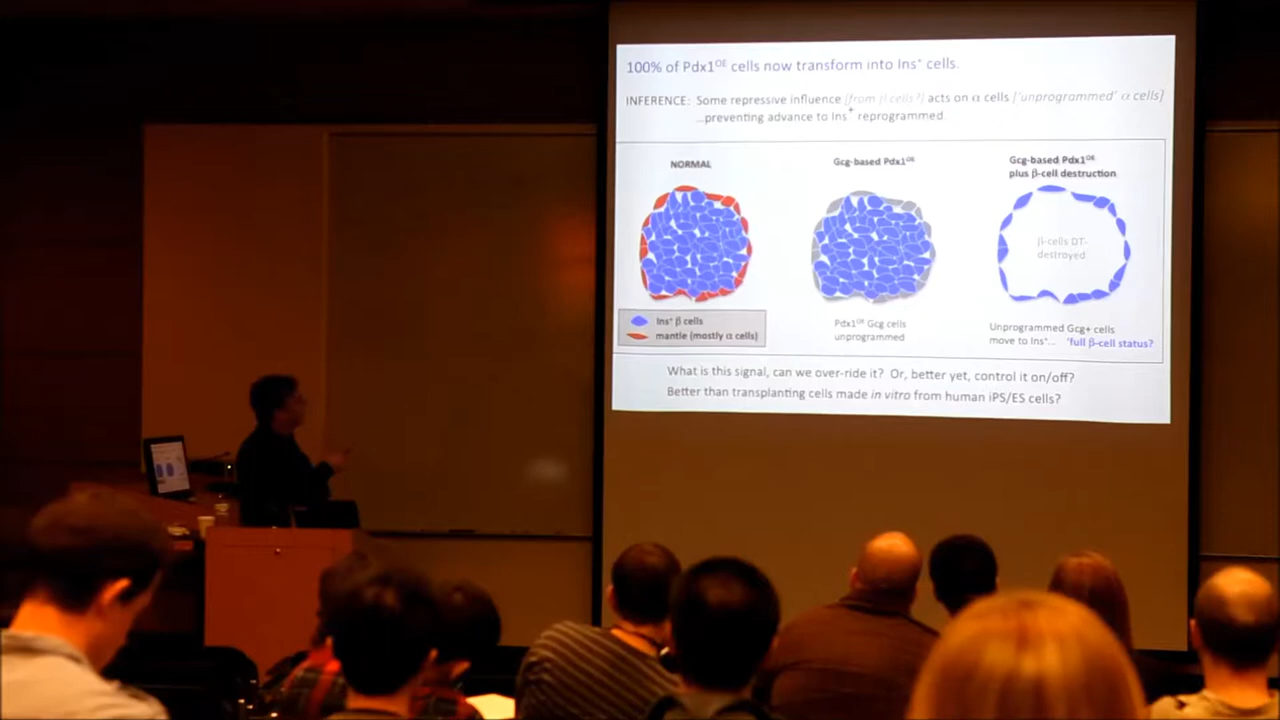 100% of Pdx1ᴼᴱ cells now transform into Ins⁺ cells.
INFERENCE: Some repressive influence [from β cells?] acts on α cells ['unprogrammed' α cells]
...preventing advance to Ins⁺ reprogrammed.
NORMAL
Gcg-based Pdx1ᴼᴱ
Gcg-based Pdx1ᴼᴱ
plus β-cell destruction
β-cells DT-
destroyed
Ins⁺ β cells
mantle (mostly α cells)
Pdx1ᴼᴱ Gcg cells
unprogrammed
Unprogrammed Gcg+ cells
move to Ins⁺... 'full β-cell status?
What is this signal, can we over-ride it? Or, better yet, control it on/off?
Better than transplanting cells made in vitro from human iPS/ES cells?